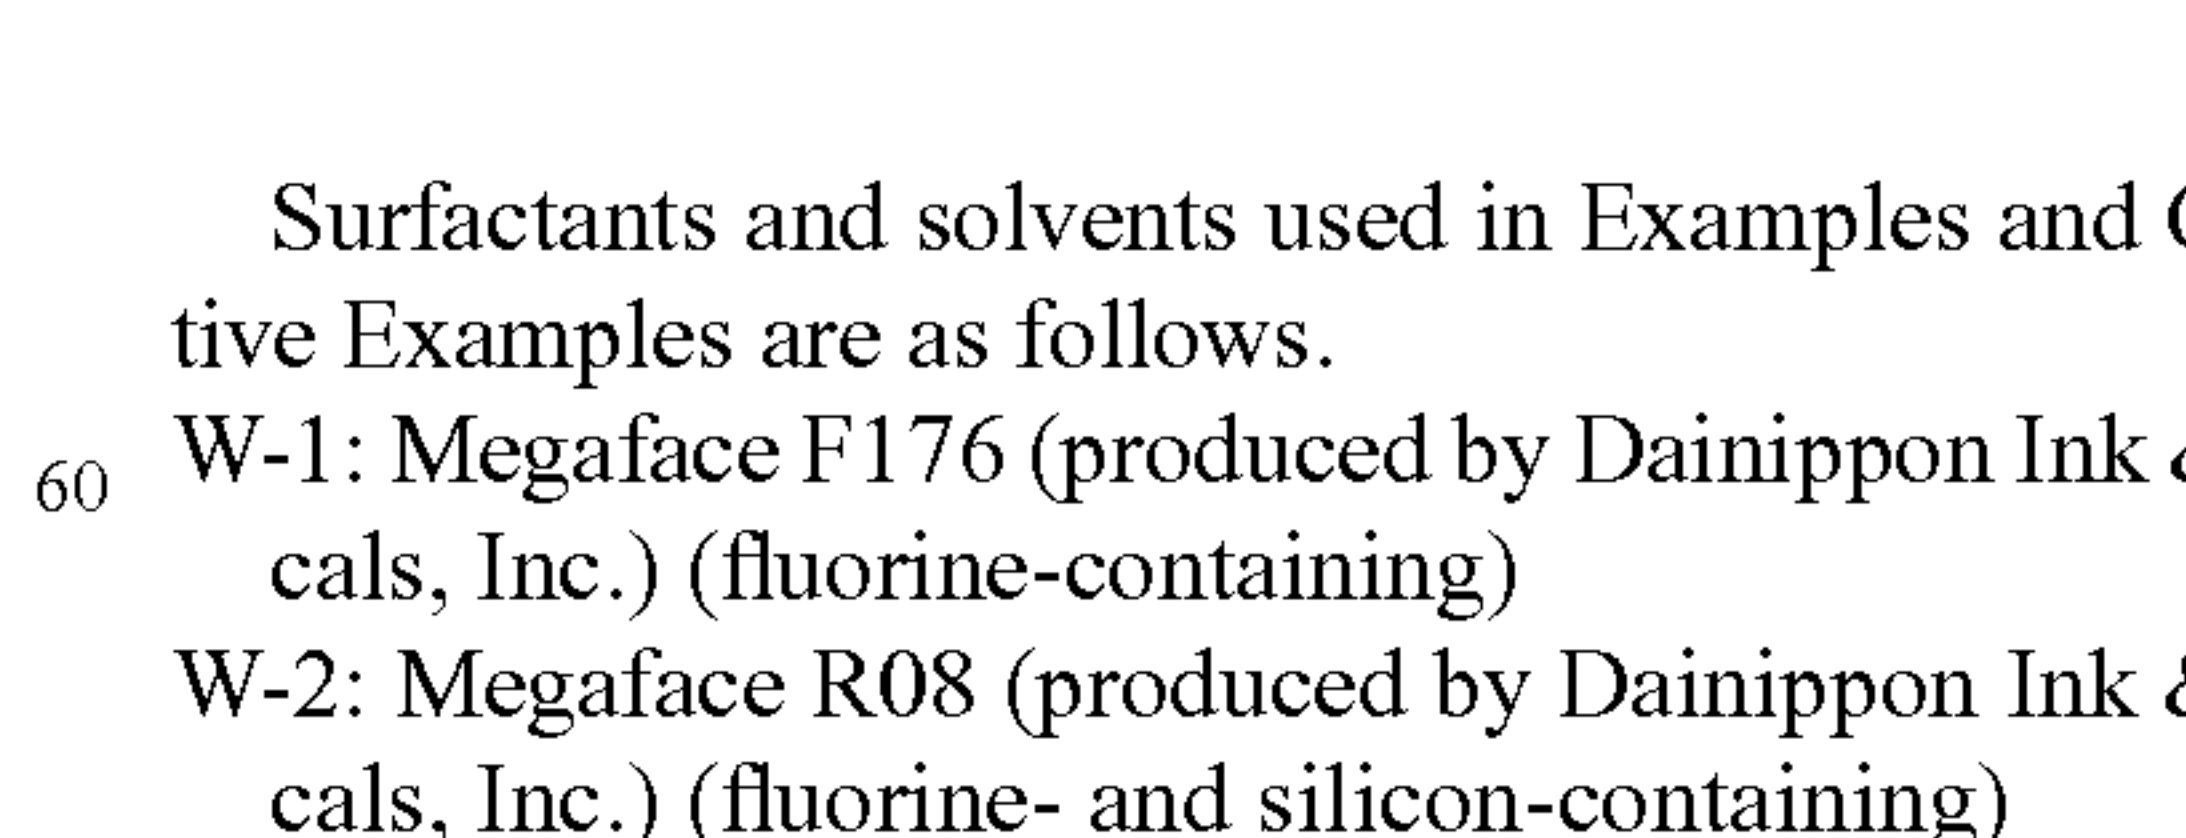 Surfactants and solvents used in Examples and
tive Examples are as follows.
W-1: Megaface F176 (produced by Dainippon Ink
60
cals, Inc.) (fluorine-containing)
W-2: Megaface R08 (produced by Dainippon Ink &
cals, Inc.) (fluorine- and silicon-containing)